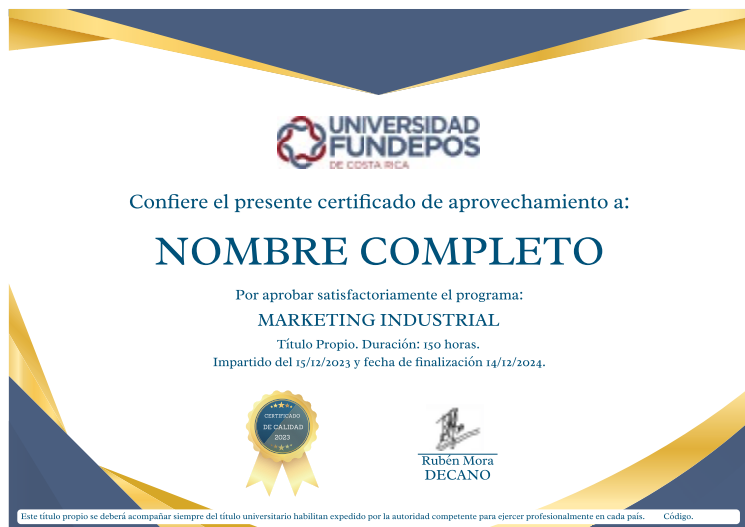 UNIVERSIDAD
FUNDEPOS
DE COSTA RICA
Confiere el presente certificado de aprovechamiento a:
NOMBRE COMPLETO
Por aprobar satisfactoriamente el programa:
MARKETING INDUSTRIAL
Título Propio. Duración: 150 horas.
Impartido del 15/12/2023 y fecha de finalización 14/12/2024.
CERTIFICADO
DE CALIDAD
2023
Rubén Mora
DECANO
Este título propio se deberá acompañar siempre del título universitario habilitan expedido por la autoridad competente para ejercer profesionalmente en cada país. Código.